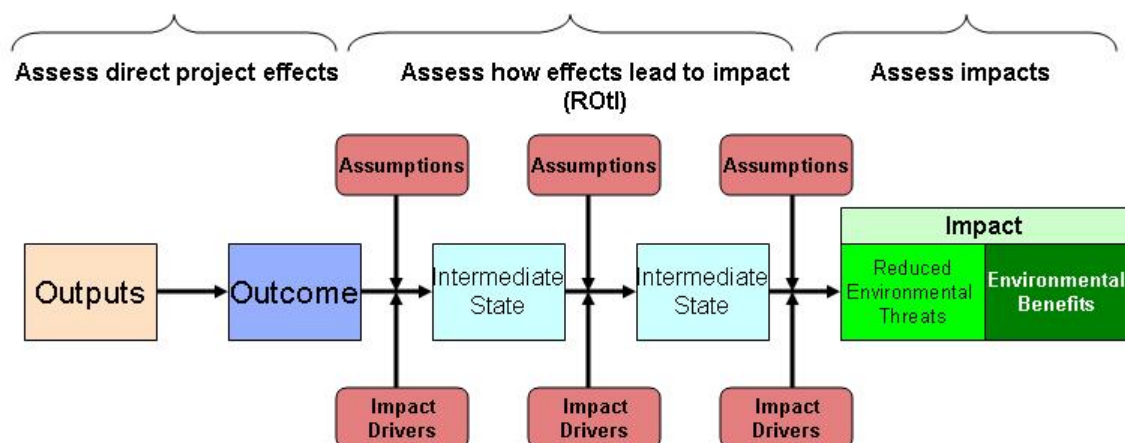 Assess direct project effects
Assess how effects lead to impact
(ROtI)
Assess impacts
Assumptions
Assumptions
Assumptions
Outputs
Outcome
Intermediate
State
Intermediate
State
Impact
Reduced
Environmental
Threats
Environmental
Benefits
Impact
Drivers
Impact
Drivers
Impact
Drivers